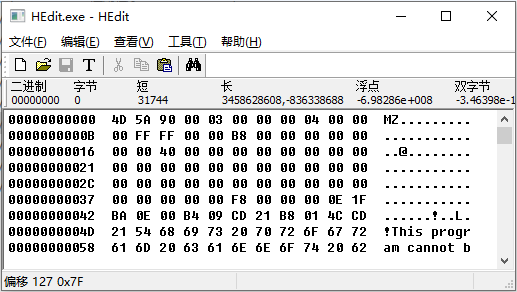 HEdit.exe - HEdit
文件(F) 编辑(E) 查看(V) 工具(T) 帮助(H)
T
二进制 字节 短 长 浮点 双字节
00000000 0 31744 3458628608,-836338688 -6.98286e+008 -3.46398e-1
00000000000 4D 5A 90 00 03 00 00 00 04 00 00 MZ.........
0000000000B 00 FF FF 00 00 B8 00 00 00 00 00 ...........
00000000016 00 00 40 00 00 00 00 00 00 00 00 ..@........
00000000021 00 00 00 00 00 00 00 00 00 00 00 ...........
0000000002C 00 00 00 00 00 00 00 00 00 00 00 ...........
00000000037 00 00 00 00 00 F8 00 00 00 0E 1F ...........
00000000042 BA 0E 00 B4 09 CD 21 B8 01 4C CD ......!..L.
0000000004D 21 54 68 69 73 20 70 72 6F 67 72 !This progr
00000000058 61 6D 20 63 61 6E 6E 6F 74 20 62 am cannot b
偏移 127 0x7F